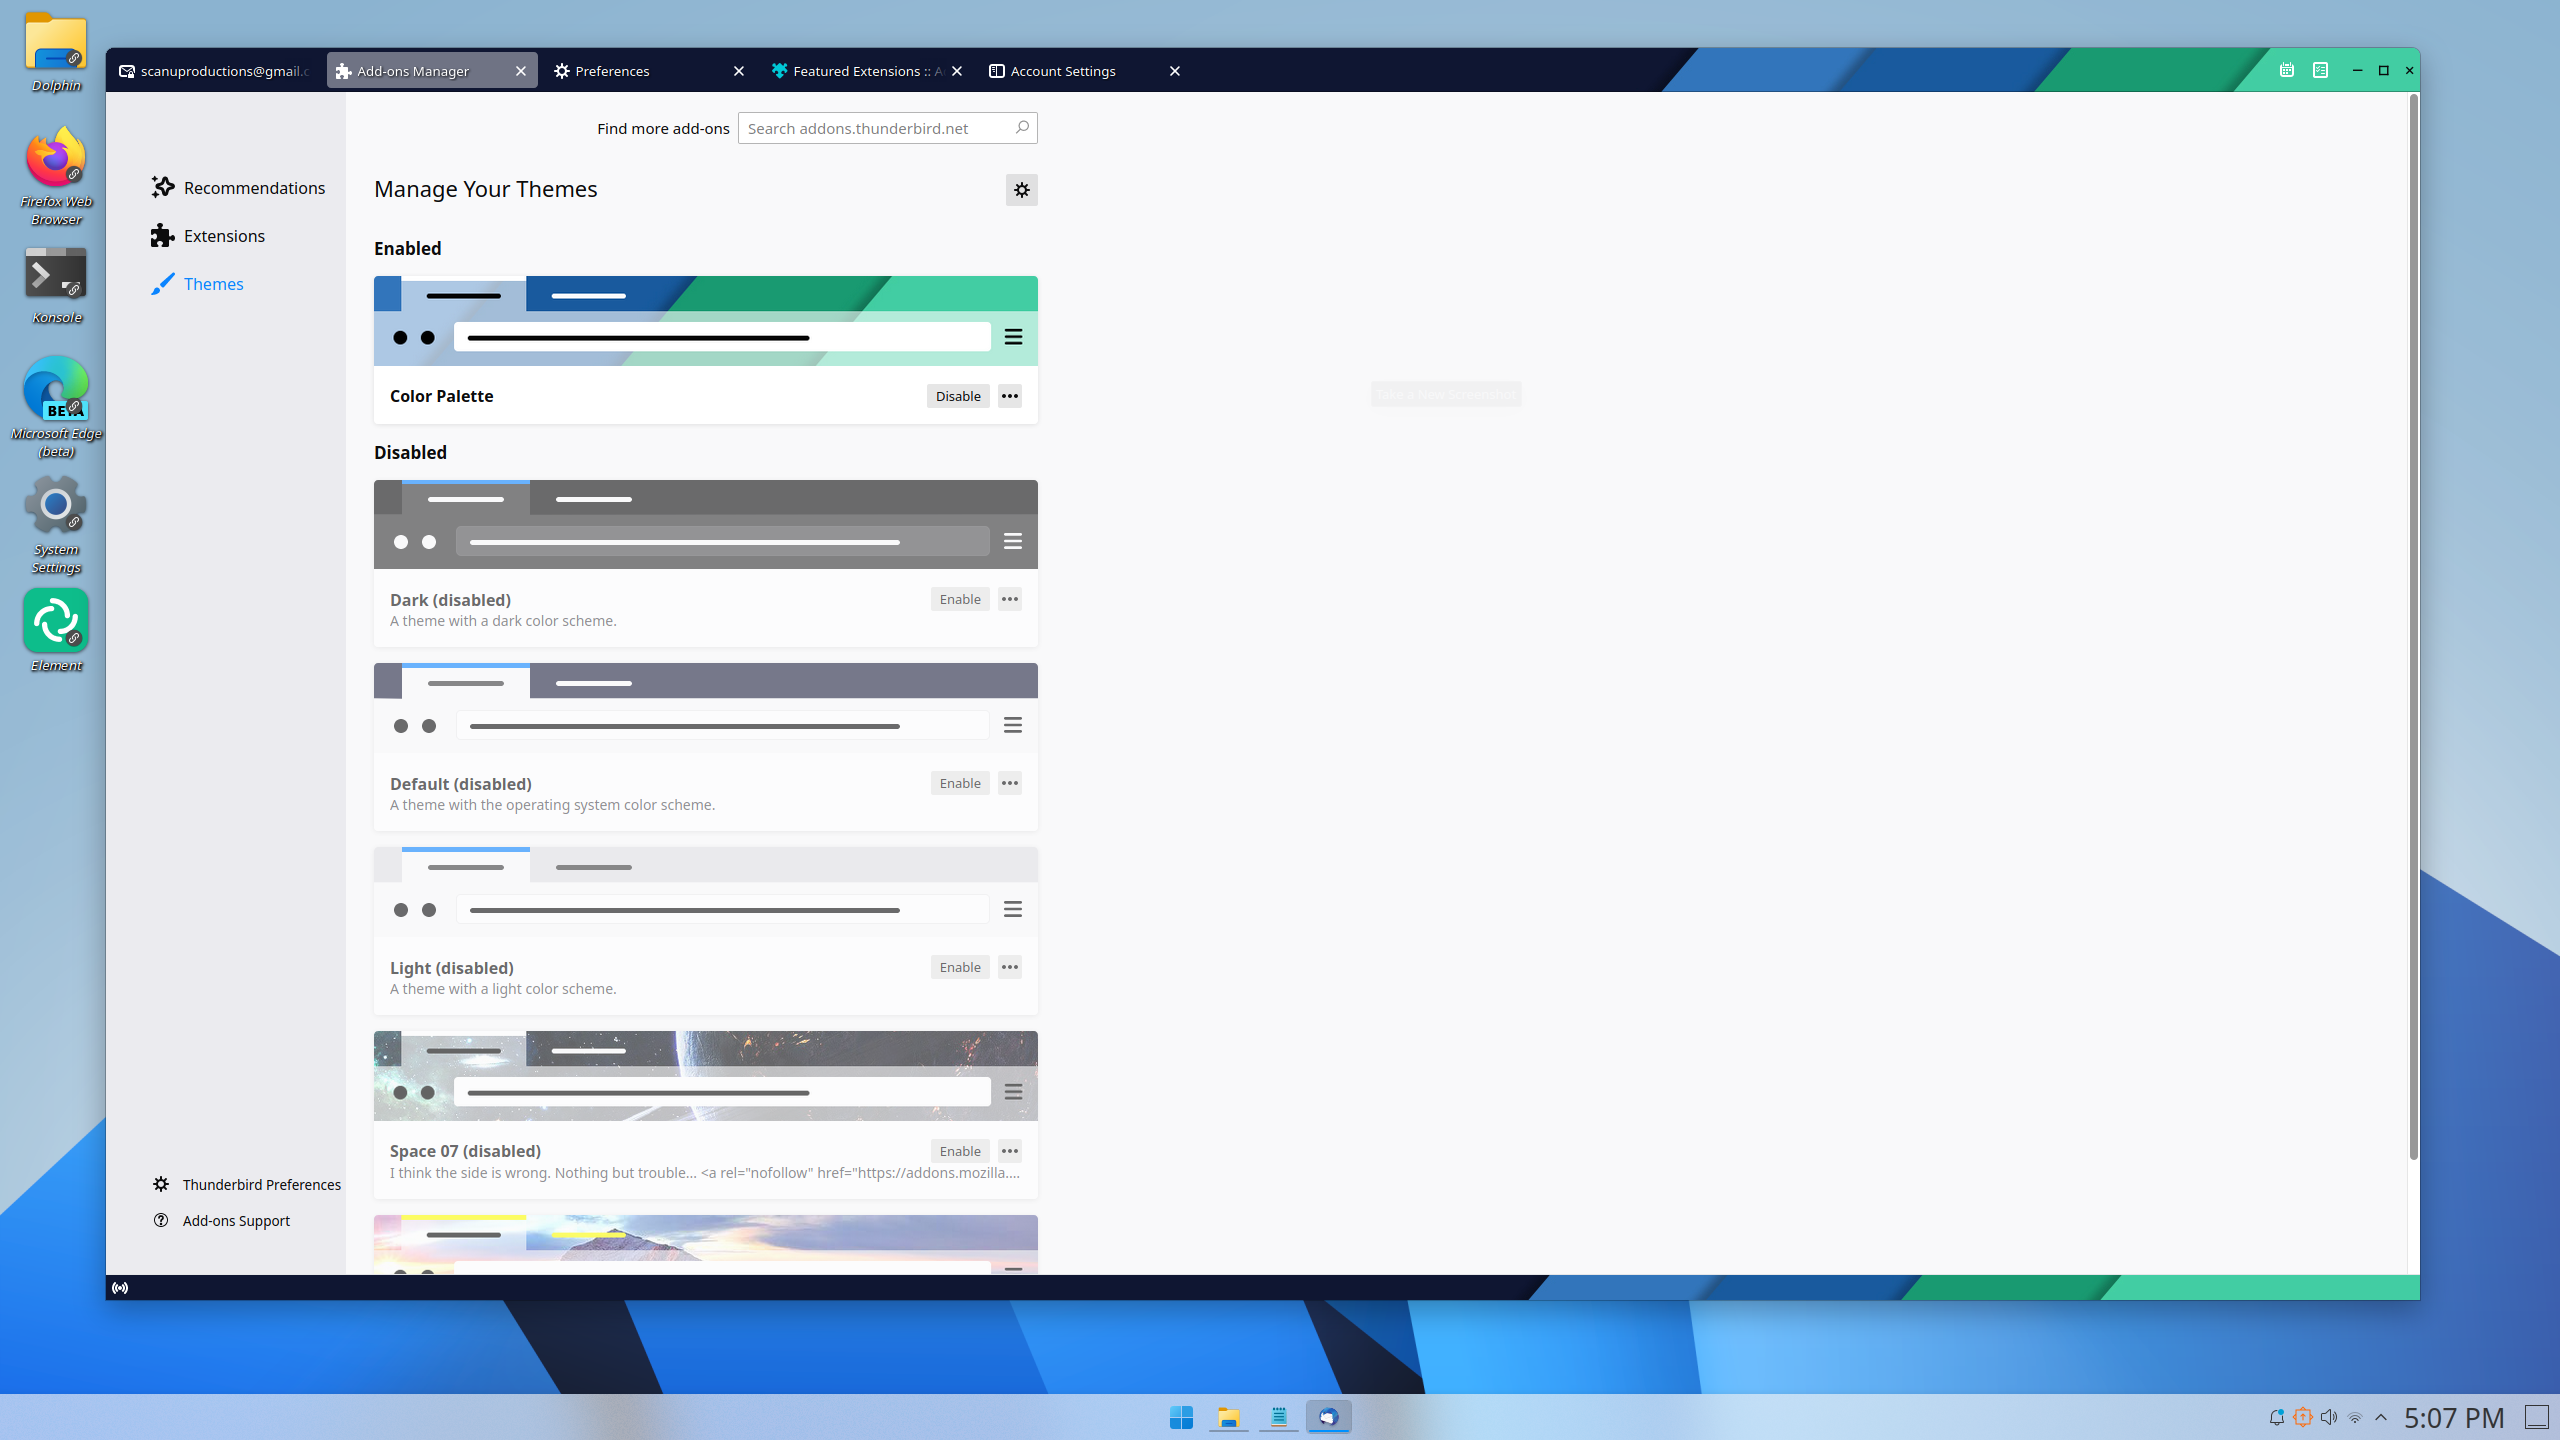 Dolphin
Firefox Web
Browser
Konsole
BETA
Microsoft Edge
(beta)
System
Settings
Element
scanuproductions@gmail.c
Add-ons Manager
Preferences
Featured Extensions :: A
Account Settings
Recommendations
Extensions
Themes
Thunderbird Preferences
Add-ons Support
Find more add-ons
Search addons.thunderbird.net
Manage Your Themes
Enabled
Color Palette
Disable
Take a New Screenshot
Disabled
Dark (disabled)
Enable
A theme with a dark color scheme.
Default (disabled)
Enable
A theme with the operating system color scheme.
Light (disabled)
Enable
A theme with a light color scheme.
Space 07 (disabled)
Enable
I think the side is wrong. Nothing but trouble... <a rel="nofollow" href="https://addons.mozilla....
5:07 PM